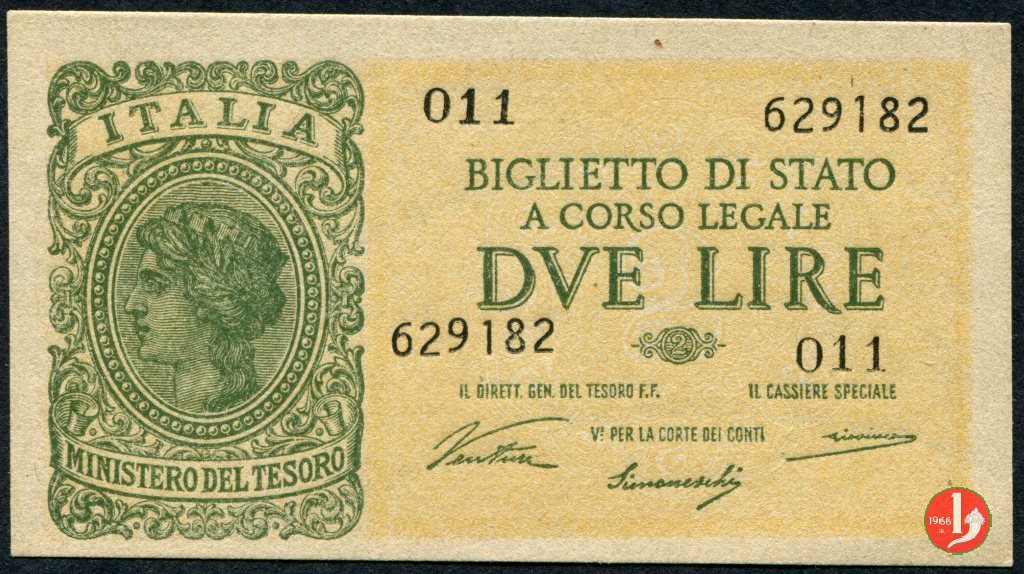 ITALIA
MINISTERO DEL TESORO
011 629182
BIGLIETTO DI STATO
A CORSO LEGALE
DVE LIRE
629182 2 011
IL DIRETT. GEN. DEL TESORO F.F. IL CASSIERE SPECIALE
Vº PER LA CORTE DEI CONTI
Ventura
Simoneschi
1966